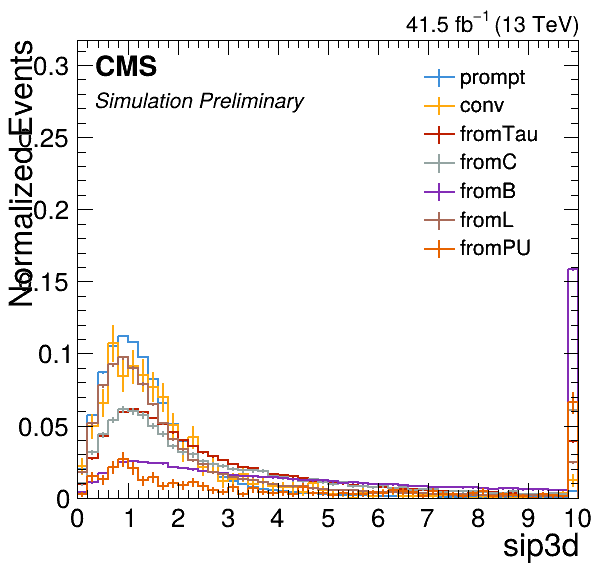 41.5 fb⁻¹ (13 TeV)
CMS
Simulation Preliminary
prompt
conv
fromTau
fromC
fromB
fromL
fromPU
Normalized Events
0.3
0.25
0.2
0.15
0.1
0.05
0
0 1 2 3 4 5 6 7 8 9 10
sip3d